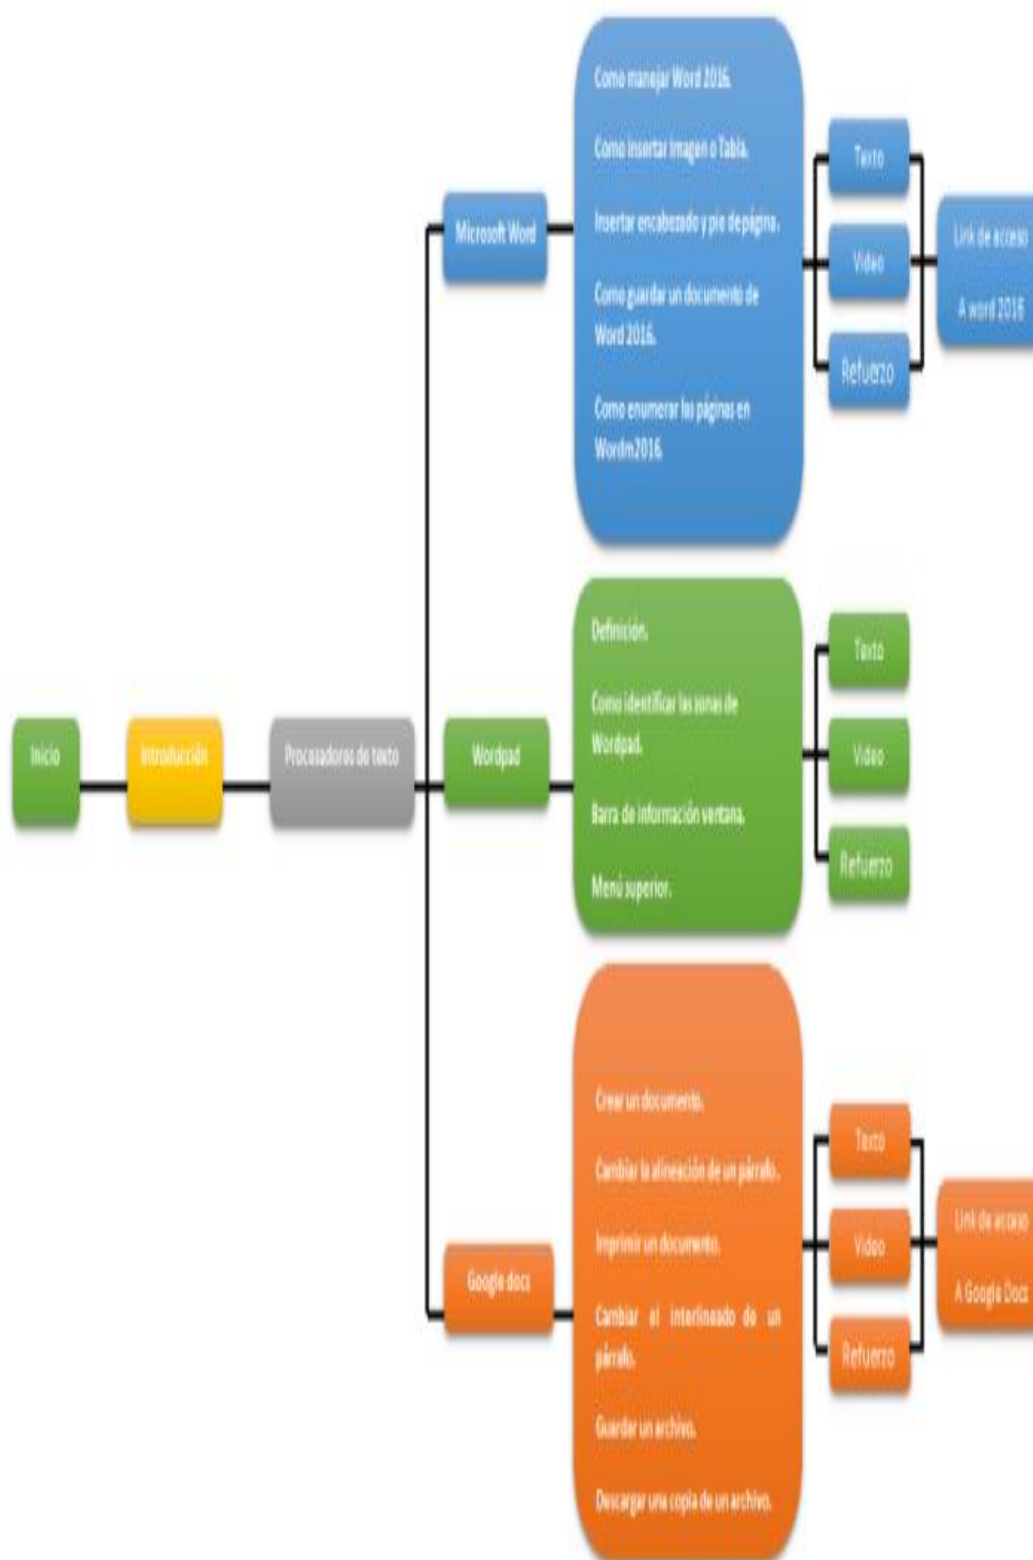 Inicio
Introducción
Procesadores de texto
Microsoft Word
Como manejar Word 2016.
Como insertar Imagen o Tabla.
Insertar encabezado y pie de página.
Como guardar un documento de
Word 2016.
Como enumerar las páginas en
Wordm2016.
Texto
Video
Refuerzo
Link de acceso
A word 2016
Wordpad
Definición.
Como identificar las zonas de
Wordpad.
Barra de información ventana.
Menú superior.
Texto
Video
Refuerzo
Google docs
Crear un documento.
Cambiar la alineación de un párrafo.
Imprimir un documento.
Cambiar el interlineado de un
párrafo.
Guardar un archivo.
Descargar una copia de un archivo.
Texto
Video
Refuerzo
Link de acceso
A Google Docs